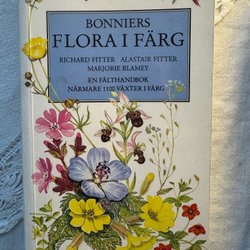 BONNIERS
FLORA I FÄRG
RICHARD FITTER ALASTAIR FITTER
MARJORIE BLAMEY
EN FÄLTHANDBOK
NÄRMARE 1100 VÄXTER I FÄRG